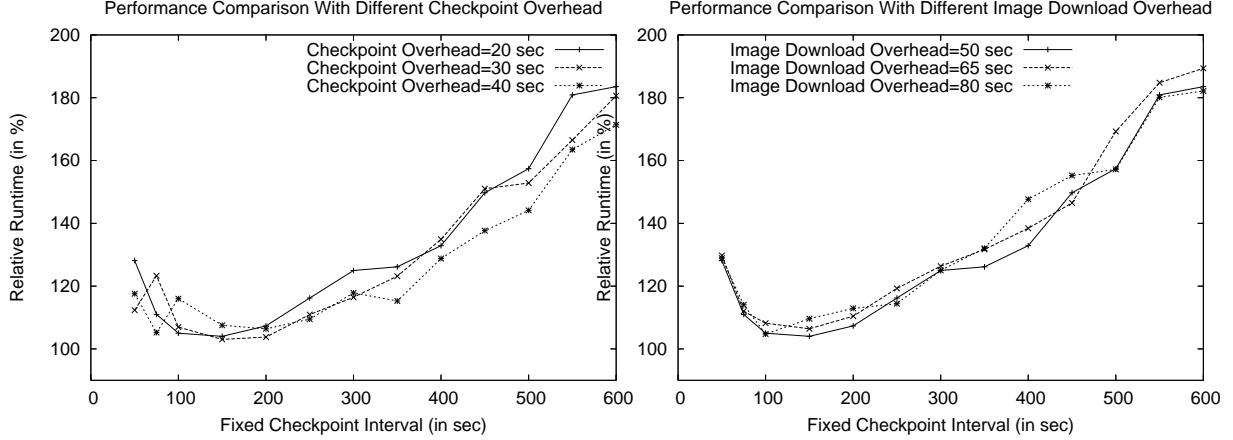 Performance Comparison With Different Checkpoint Overhead
200
180
160
140
120
100
0 100 200 300 400 500 600
Relative Runtime (in %)
Fixed Checkpoint Interval (in sec)
Checkpoint Overhead=20 sec
Checkpoint Overhead=30 sec
Checkpoint Overhead=40 sec
Performance Comparison With Different Image Download Overhead
200
180
160
140
120
100
0 100 200 300 400 500 600
Relative Runtime (in %)
Fixed Checkpoint Interval (in sec)
Image Download Overhead=50 sec
Image Download Overhead=65 sec
Image Download Overhead=80 sec